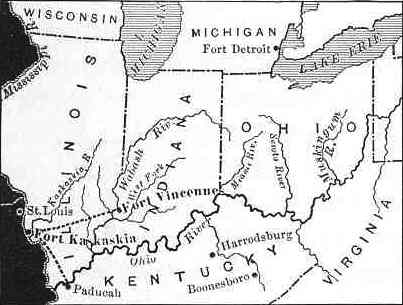 WISCONSIN
MICHIGAN
Fort Detroit
L. MICHIGAN
LAKE ERIE
Mississippi R.
ILLINOIS
INDIANA
OHIO
Kaskaskia R
Wabash Riv.
White Fork
Miami Riv.
Scioto River
Muskingum R.
St. Louis
Fort Vincennes
Fort Kaskaskia
Ohio River
Harrodsburg
Boonesboro
KENTUCKY
VIRGINIA
Paducah